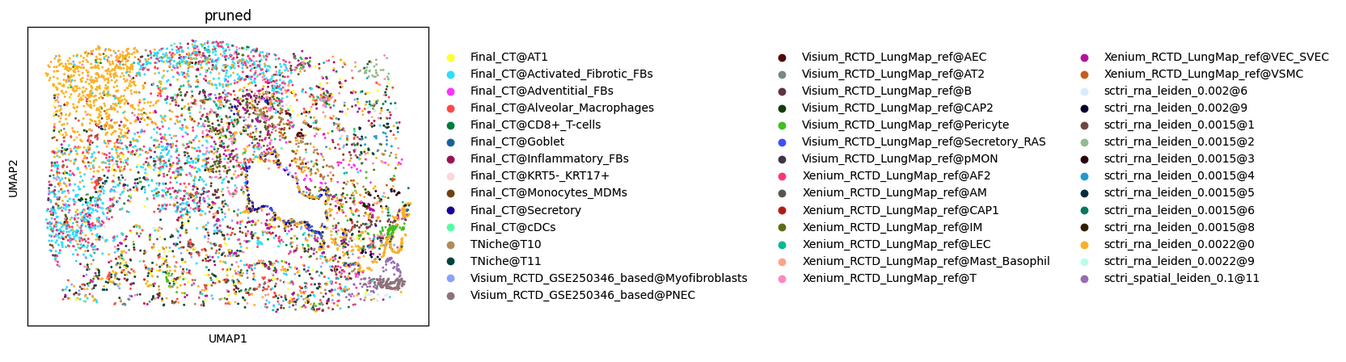 pruned
UMAP2
UMAP1
Final_CT@AT1
Final_CT@Activated_Fibrotic_FBs
Final_CT@Adventitial_FBs
Final_CT@Alveolar_Macrophages
Final_CT@CD8+_T-cells
Final_CT@Goblet
Final_CT@Inflammatory_FBs
Final_CT@KRT5-_KRT17+
Final_CT@Monocytes_MDMs
Final_CT@Secretory
Final_CT@cDCs
TNiche@T10
TNiche@T11
Visium_RCTD_GSE250346_based@Myofibroblasts
Visium_RCTD_GSE250346_based@PNEC
Visium_RCTD_LungMap_ref@AEC
Visium_RCTD_LungMap_ref@AT2
Visium_RCTD_LungMap_ref@B
Visium_RCTD_LungMap_ref@CAP2
Visium_RCTD_LungMap_ref@Pericyte
Visium_RCTD_LungMap_ref@Secretory_RAS
Visium_RCTD_LungMap_ref@pMON
Xenium_RCTD_LungMap_ref@AF2
Xenium_RCTD_LungMap_ref@AM
Xenium_RCTD_LungMap_ref@CAP1
Xenium_RCTD_LungMap_ref@IM
Xenium_RCTD_LungMap_ref@LEC
Xenium_RCTD_LungMap_ref@Mast_Basophil
Xenium_RCTD_LungMap_ref@T
Xenium_RCTD_LungMap_ref@VEC_SVEC
Xenium_RCTD_LungMap_ref@VSMC
sctri_rna_leiden_0.002@6
sctri_rna_leiden_0.002@9
sctri_rna_leiden_0.0015@1
sctri_rna_leiden_0.0015@2
sctri_rna_leiden_0.0015@3
sctri_rna_leiden_0.0015@4
sctri_rna_leiden_0.0015@5
sctri_rna_leiden_0.0015@6
sctri_rna_leiden_0.0015@8
sctri_rna_leiden_0.0022@0
sctri_rna_leiden_0.0022@9
sctri_spatial_leiden_0.1@11